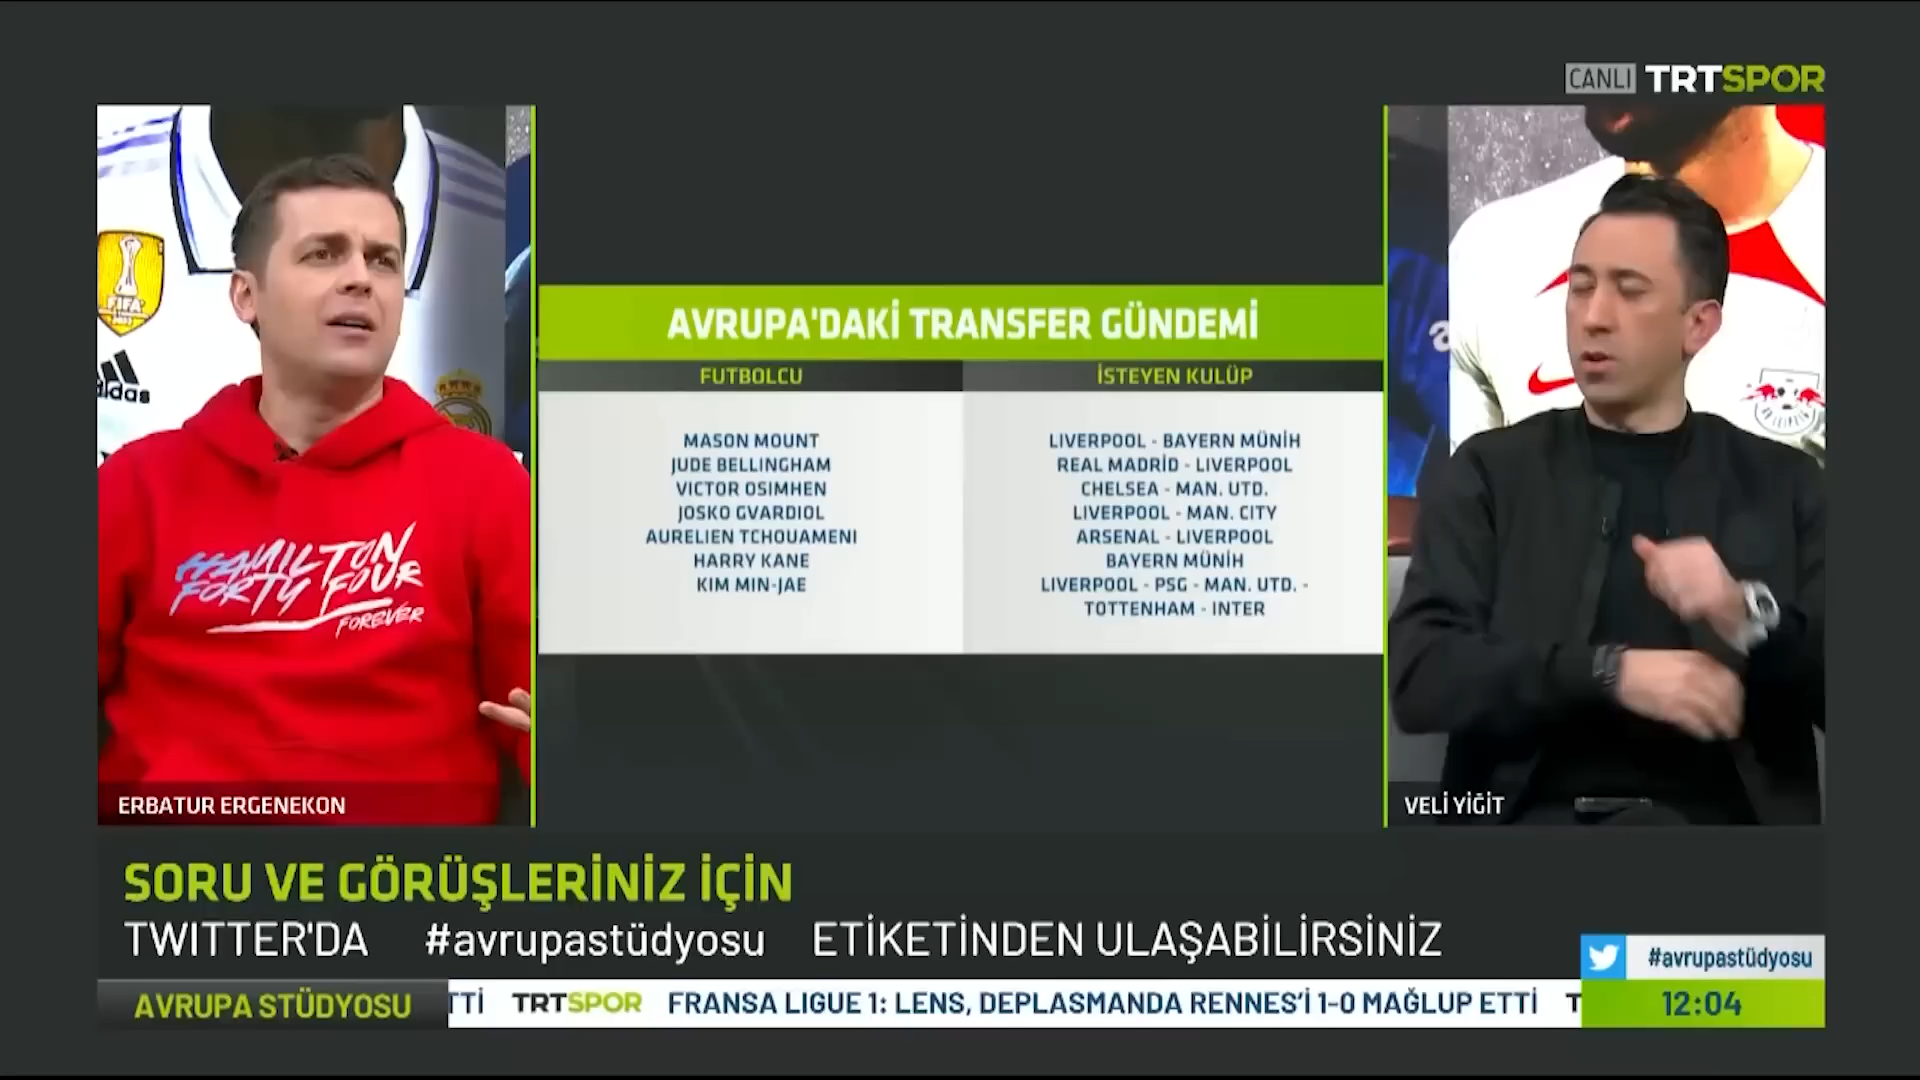 CANLI TRTSPOR
FIFA
adidas
AVRUPA'DAKİ TRANSFER GÜNDEMİ
FUTBOLCU
İSTEYEN KULÜP
MASON MOUNT
LIVERPOOL - BAYERN MÜNİH
JUDE BELLINGHAM
REAL MADRİD - LIVERPOOL
VICTOR OSIMHEN
CHELSEA - MAN. UTD.
JOSKO GVARDIOL
LIVERPOOL - MAN. CITY
AURELIEN TCHOUAMENI
ARSENAL - LIVERPOOL
HARRY KANE
BAYERN MÜNİH
KIM MIN-JAE
LIVERPOOL - PSG - MAN. UTD. -
TOTTENHAM - INTER
HAMILTON
FORTY FOUR
FOREVER
ERBATUR ERGENEKON
VELİ YİĞİT
SORU VE GÖRÜŞLERİNİZ İÇİN
TWITTER'DA #avrupastüdyosu ETİKETİNDEN ULAŞABİLİRSİNİZ
#avrupastüdyosu
AVRUPA STÜDYOSU
TTİ TRTSPOR FRANSA LIGUE 1: LENS, DEPLASMANDA RENNES'İ 1-0 MAĞLUP ETTİ T
12:04